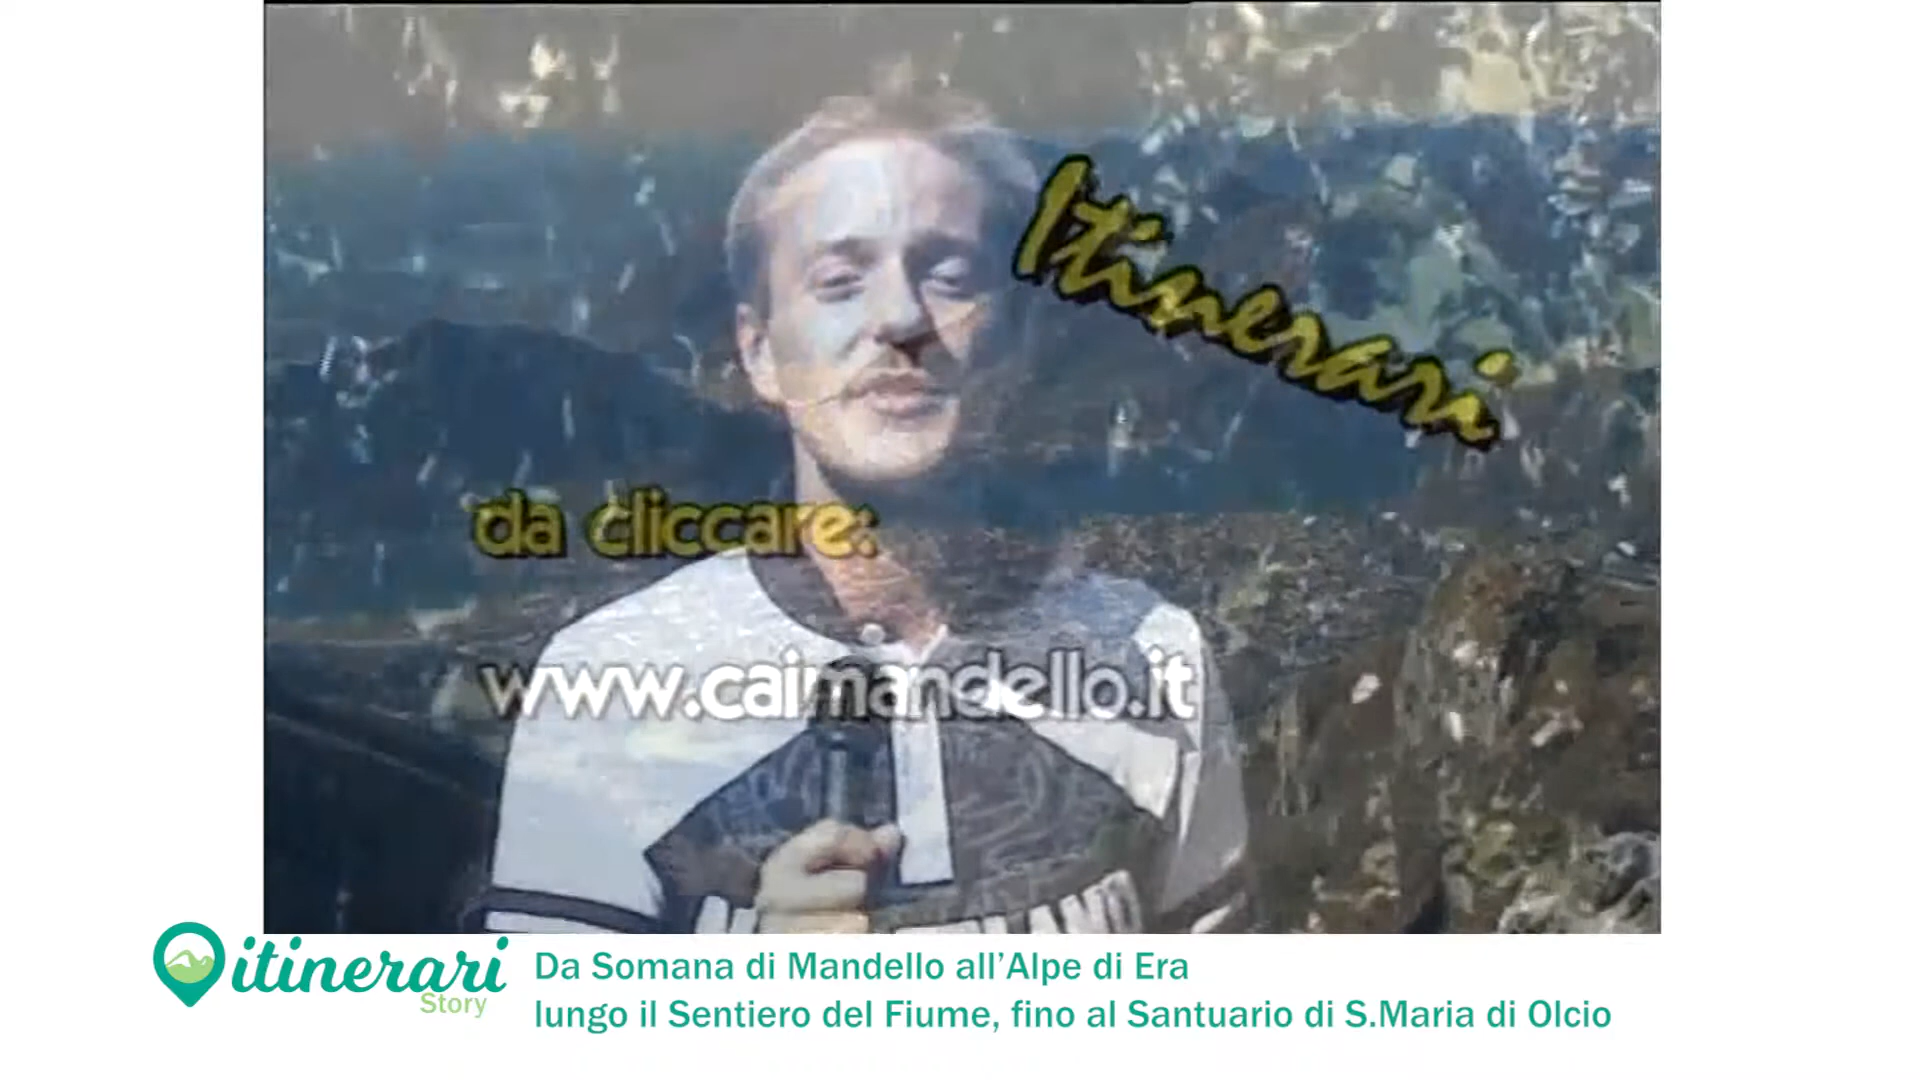 Itinerari
da cliccare:
www.caimandello.it
itinerari
Story
Da Somana di Mandello all'Alpe di Era
lungo il Sentiero del Fiume, fino al Santuario di S.Maria di Olcio